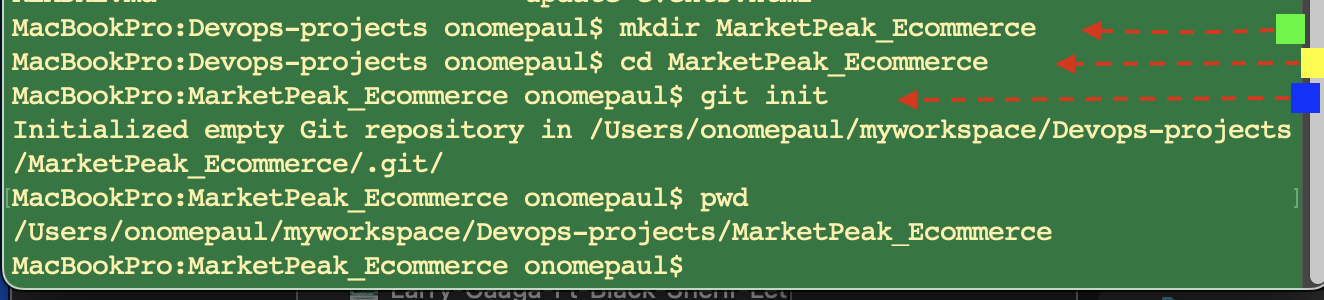 MacBookPro:Devops-projects onomepaul$ mkdir MarketPeak_Ecommerce
MacBookPro:Devops-projects onomepaul$ cd MarketPeak_Ecommerce
MacBookPro:MarketPeak_Ecommerce onomepaul$ git init
Initialized empty Git repository in /Users/onomepaul/myworkspace/Devops-projects
/MarketPeak_Ecommerce/.git/
[MacBookPro:MarketPeak_Ecommerce onomepaul$ pwd ]
/Users/onomepaul/myworkspace/Devops-projects/MarketPeak_Ecommerce
MacBookPro:MarketPeak_Ecommerce onomepaul$